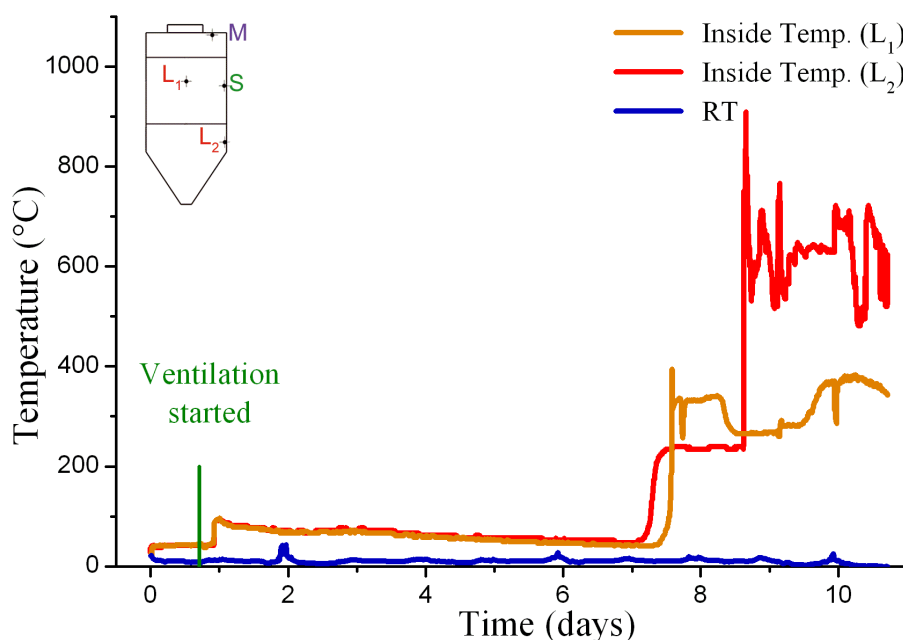 M
L1
S
L2
Inside Temp. (L1)
Inside Temp. (L2)
RT
Ventilation
started
Temperature (°C)
1000
800
600
400
200
0
0 2 4 6 8 10
Time (days)